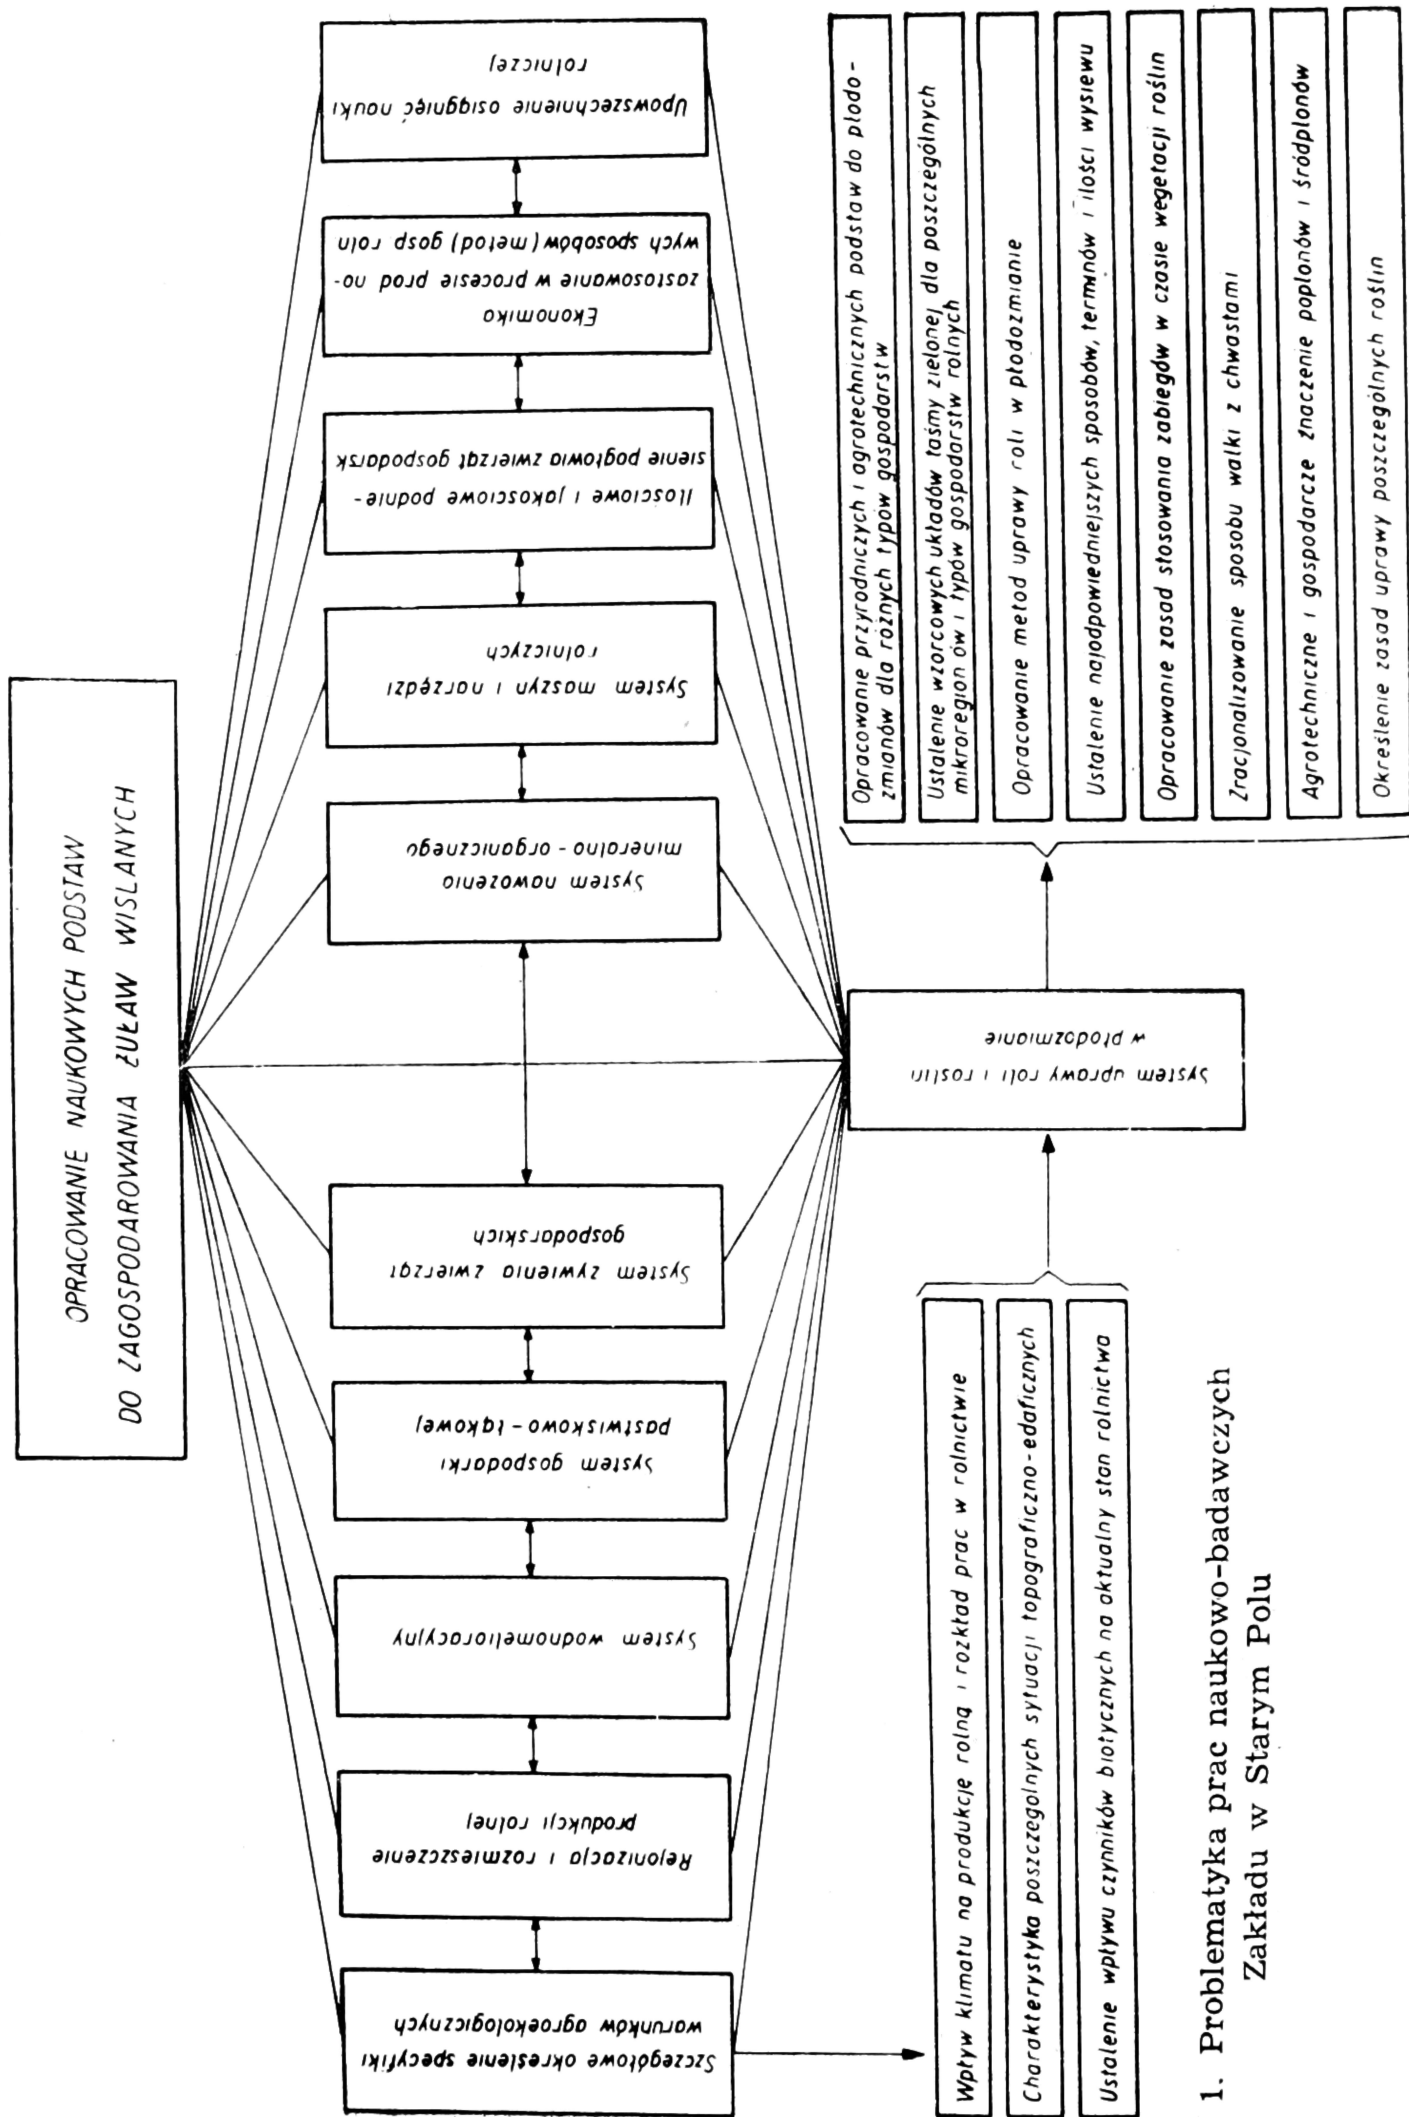 OPRACOWANIE NAUKOWYCH PODSTAW
DO ZAGOSPODAROWANIA ŻUŁAW WISLANYCH
Szczegółowe określenie specyfiki
warunków agroekologicznych
Rejonizacja i rozmieszczenie
produkcji rolnej
System wodnomelioracyjny
System gospodarki
pastwiskowo-łąkowej
System żywienia zwierząt
gospodarskich
System nawożenia
mineralno-organicznego
System maszyn i narzędzi
rolniczych
Ilościowe i jakościowe podnie-
sienie pogłowia zwierząt gospodarsk
Ekonomika
zastosowanie w procesie prod no-
wych sposobów (metod) gosp roln
Upowszechnienie osiągnięć nauki
rolniczej
System uprawy roli i roslin
w płodozmianie
Wpływ klimatu na produkcję rolną i rozkład prac w rolnictwie
Charakterystyka poszczególnych sytuacji topograficzno-edaficznych
Ustalenie wpływu czynników biotycznych na aktualny stan rolnictwa
Opracowanie przyrodniczych i agrotechnicznych podstaw do płodo-
zmianów dla różnych typów gospodarstw
Ustalenie wzorcowych układów taśmy zielonej dla poszczególnych
mikroregionów i typów gospodarstw rolnych
Opracowanie metod uprawy roli w płodozmianie
Ustalenie najodpowiedniejszych sposobów, terminów i ilości wysiewu
Opracowanie zasad stosowania zabiegów w czasie wegetacji roślin
Zracjonalizowanie sposobu walki z chwastami
Agrotechniczne i gospodarcze znaczenie poplonów i śródplonów
Określenie zasad uprawy poszczególnych roślin
1. Problematyka prac naukowo-badawczych
Zakładu w Starym Polu